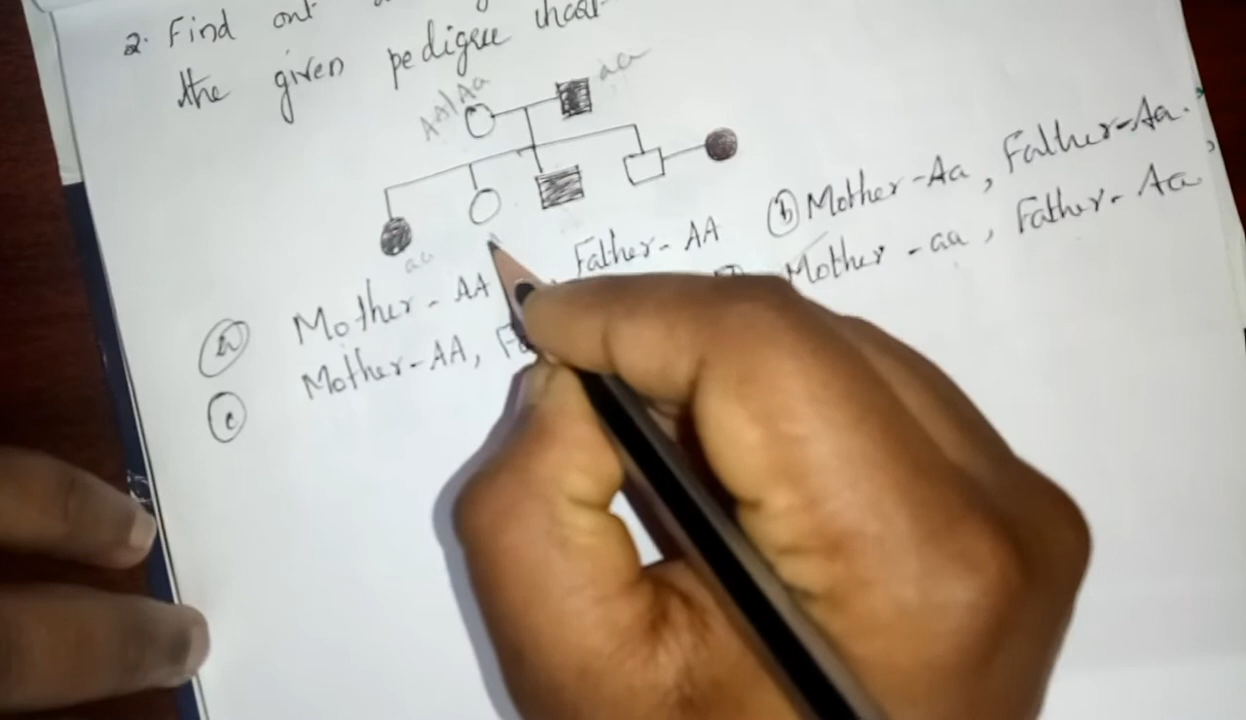 2. Find out
the given pedigree
AA|Aa aa
aa
Mother - AA Father - AA (b) Mother - Aa, Father - Aa.
(c) Mother - AA, Mother - aa, Father - Aa